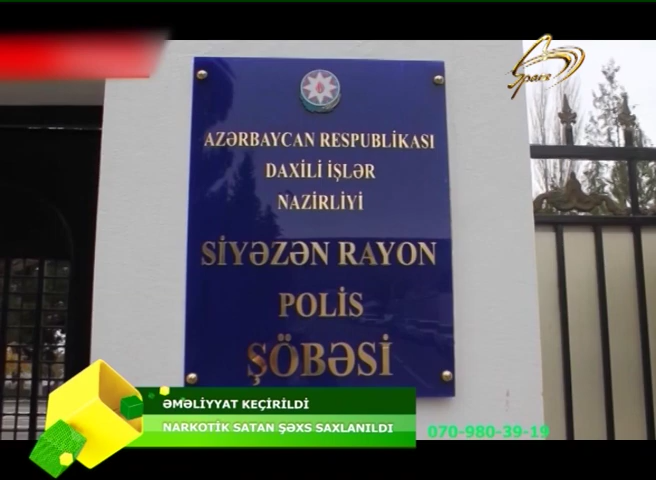 Space
AZƏRBAYCAN RESPUBLİKASI
DAXİLİ İŞLƏR
NAZİRLİYİ
SİYƏZƏN RAYON
POLİS
ŞÖBƏSİ
ƏMƏLİYYAT KEÇİRİLDİ
NARKOTİK SATAN ŞƏXS SAXLANILDI
070-980-39-19